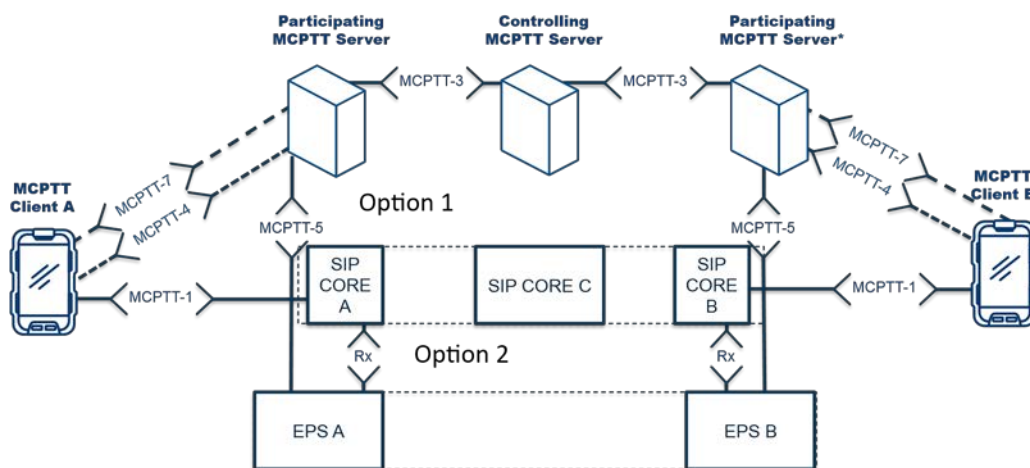 Participating
MCPTT Server
Controlling
MCPTT Server
Participating
MCPTT Server*
MCPTT-3
MCPTT-3
MCPTT-7
MCPTT-4
MCPTT-7
MCPTT-4
MCPTT
Client A
MCPTT
Client B
Option 1
MCPTT-5
MCPTT-5
SIP
CORE
A
SIP CORE C
SIP
CORE
B
MCPTT-1
MCPTT-1
Rx
Option 2
Rx
EPS A
EPS B